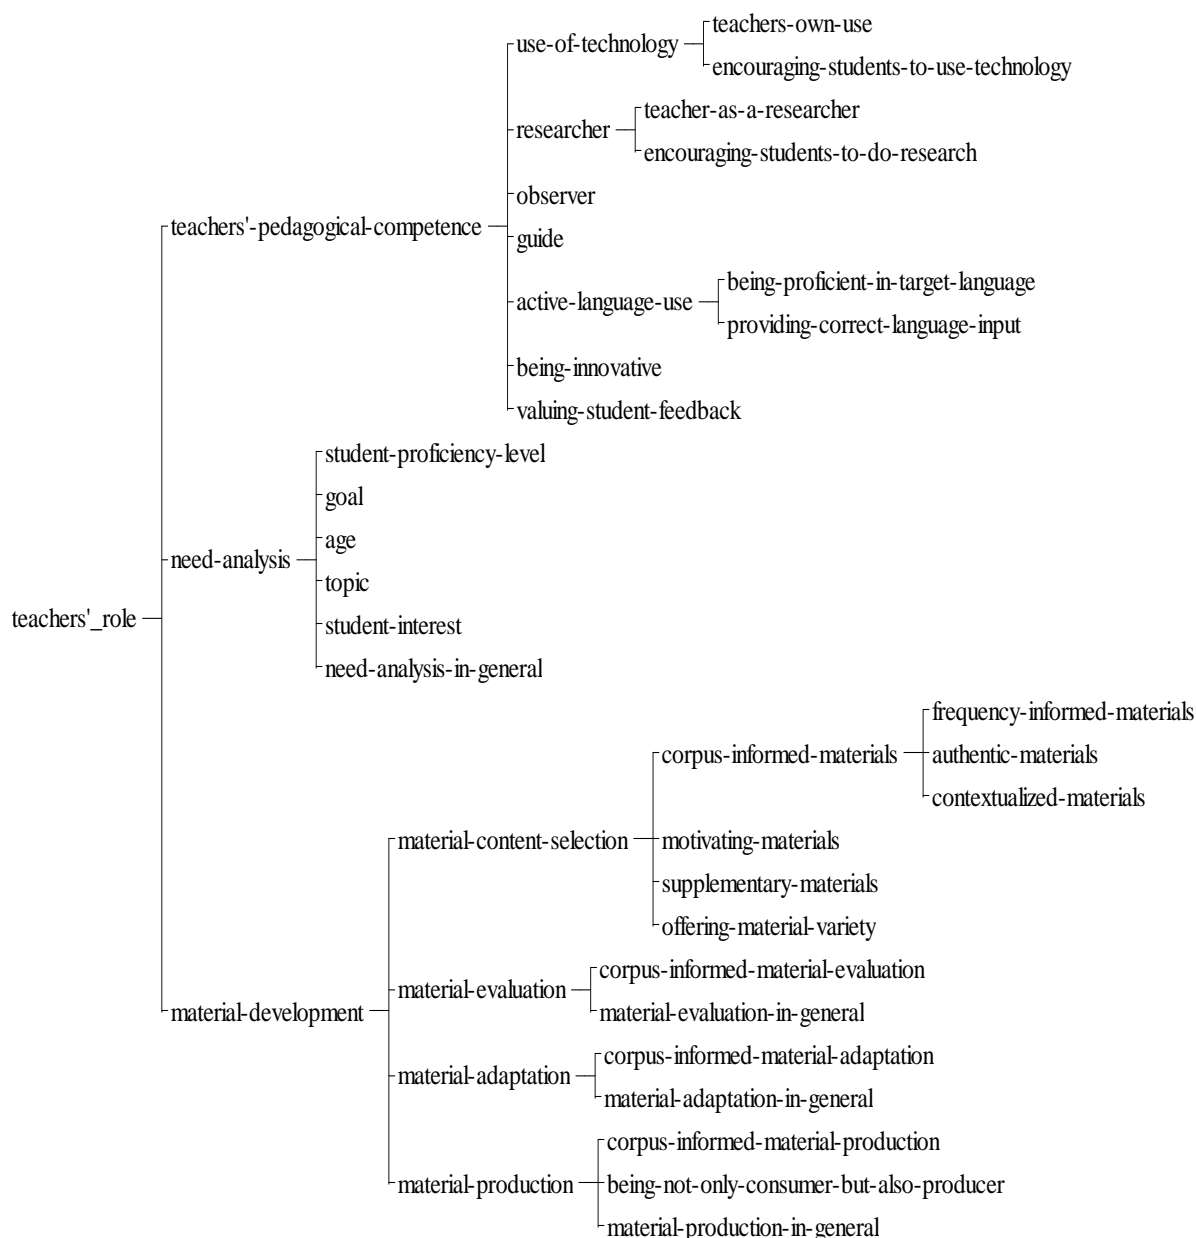 teachers-own-use
use-of-technology
encouraging-students-to-use-technology
teacher-as-a-researcher
researcher
encouraging-students-to-do-research
observer
teachers'-pedagogical-competence
guide
being-proficient-in-target-language
active-language-use
providing-correct-language-input
being-innovative
valuing-student-feedback
student-proficiency-level
goal
age
need-analysis
topic
teachers'_role
student-interest
need-analysis-in-general
frequency-informed-materials
corpus-informed-materials
authentic-materials
contextualized-materials
material-content-selection
motivating-materials
supplementary-materials
offering-material-variety
corpus-informed-material-evaluation
material-evaluation
material-development
material-evaluation-in-general
corpus-informed-material-adaptation
material-adaptation
material-adaptation-in-general
corpus-informed-material-production
material-production
being-not-only-consumer-but-also-producer
material-production-in-general